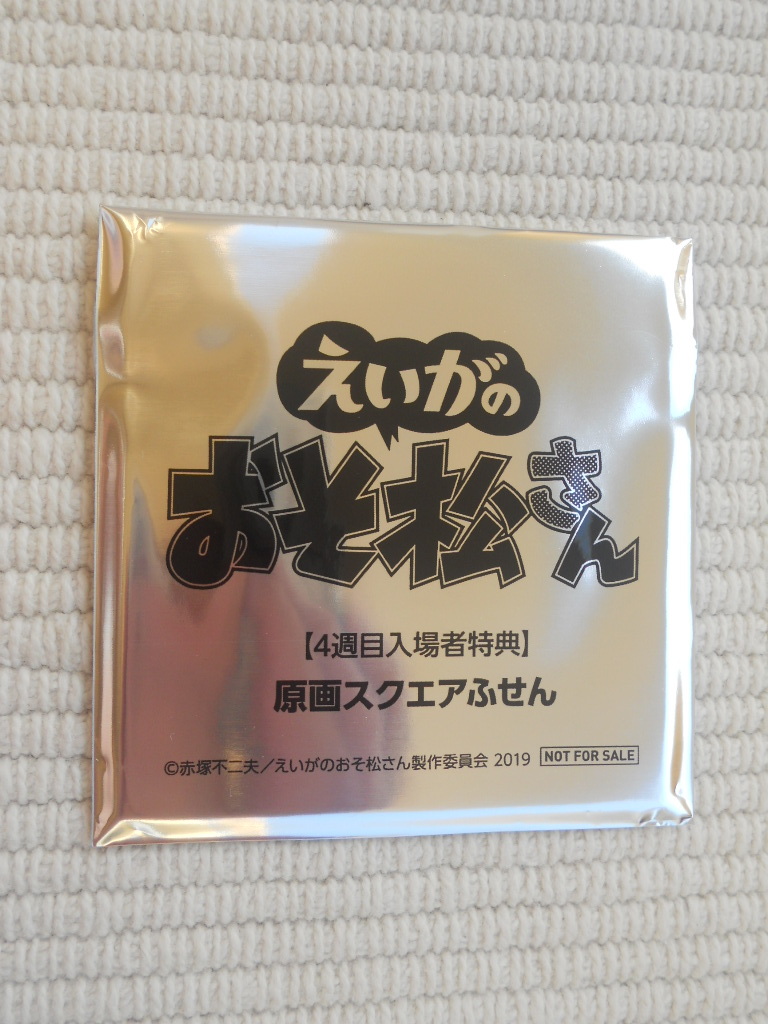 えいがの
おそ松さん
【4週目入場者特典】
原画スクエアふせん
©赤塚不二夫／えいがのおそ松さん製作委員会 2019 NOT FOR SALE